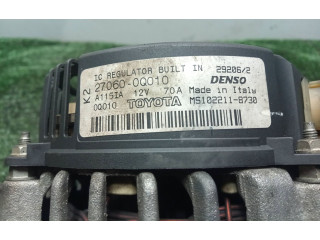 IC REGULATOR BUILT IN 29206/2
K2 27060-0Q010 DENSO
A115IA 12V 70A Made in Italy
0Q010 TOYOTA MS102211-8730